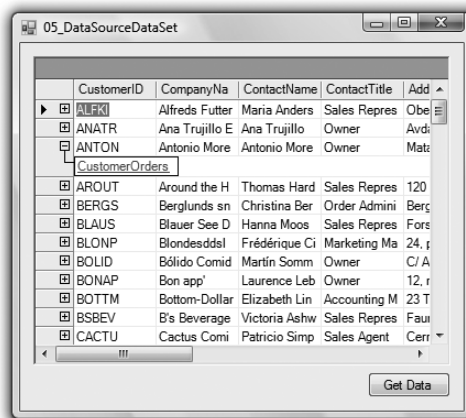 05_DataSourceDataSet
CustomerID CompanyNa ContactName ContactTitle Add
ALFKI Alfreds Futter Maria Anders Sales Repres Obe
ANATR Ana Trujillo E Ana Trujillo Owner Avda
ANTON Antonio More Antonio More Owner Mata
CustomerOrders
AROUT Around the H Thomas Hard Sales Repres 120
BERGS Berglunds sn Christina Ber Order Admini Berg
BLAUS Blauer See D Hanna Moos Sales Repres Fors
BLONP Blondesddsl Frédérique Ci Marketing Ma 24, p
BOLID Bólido Comid Martín Somm Owner C/ A
BONAP Bon app' Laurence Leb Owner 12, r
BOTTM Bottom-Dollar Elizabeth Lin Accounting M 23 T
BSBEV B's Beverage Victoria Ashw Sales Repres Faun
CACTU Cactus Comi Patricio Simp Sales Agent Cerr
Get Data